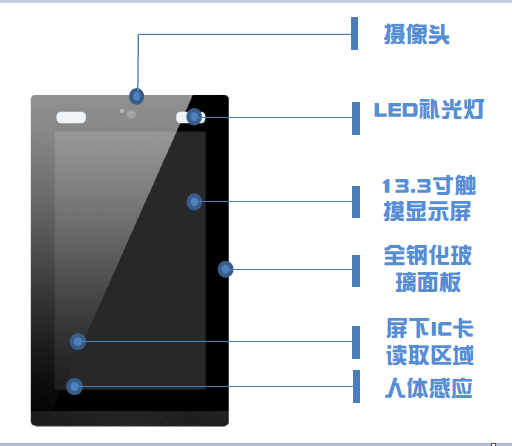 摄像头
LED补光灯
13.3寸触
摸显示屏
全钢化玻
璃面板
屏下IC卡
读取区域
人体感应